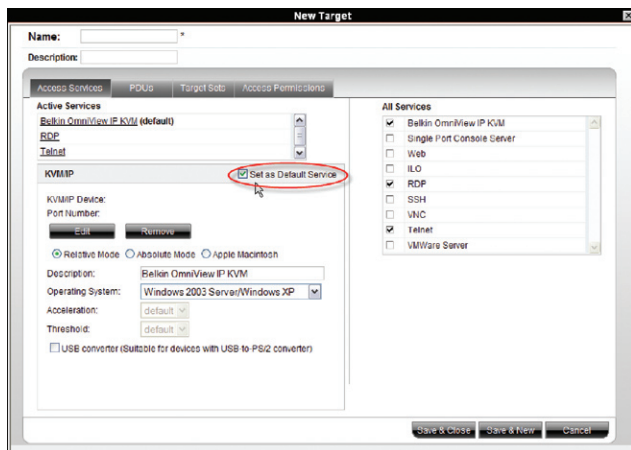 New Target
Name: *
Description:
Access Services PDUs Target Sets Access Permissions
Active Services
Belkin OmniView IP KVM (default)
RDP
Telnet
KVM/IP Set as Default Service
KVM/IP Device:
Port Number:
Edit Remove
Relative Mode Absolute Mode Apple Macintosh
Description: Belkin OmniView IP KVM
Operating System: Windows 2003 Server/Windows XP
Acceleration: default
Threshold: default
USB converter (Suitable for devices with USB-to-PS/2 converter)
All Services
Belkin OmniView IP KVM
Single Port Console Server
Web
ILO
RDP
SSH
VNC
Telnet
VMWare Server
Save & Close Save & New Cancel